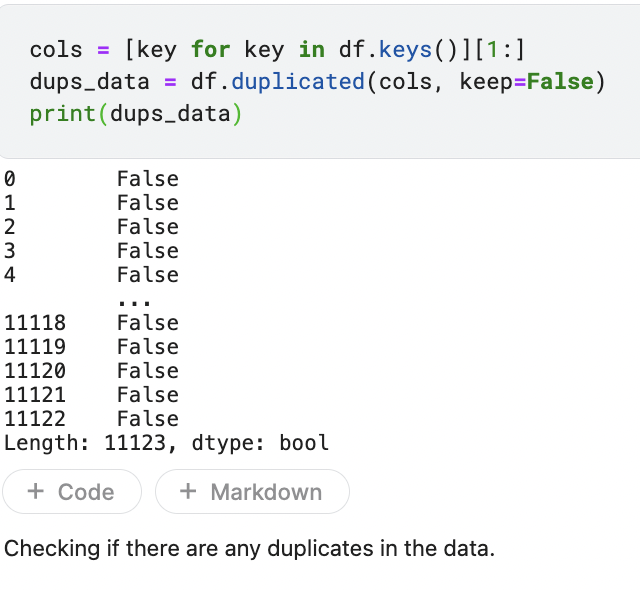 cols = [key for key in df.keys()][1:]
dups_data = df.duplicated(cols, keep=False)
print(dups_data)
0 False
1 False
2 False
3 False
4 False
...
11118 False
11119 False
11120 False
11121 False
11122 False
Length: 11123, dtype: bool
+ Code + Markdown
Checking if there are any duplicates in the data.